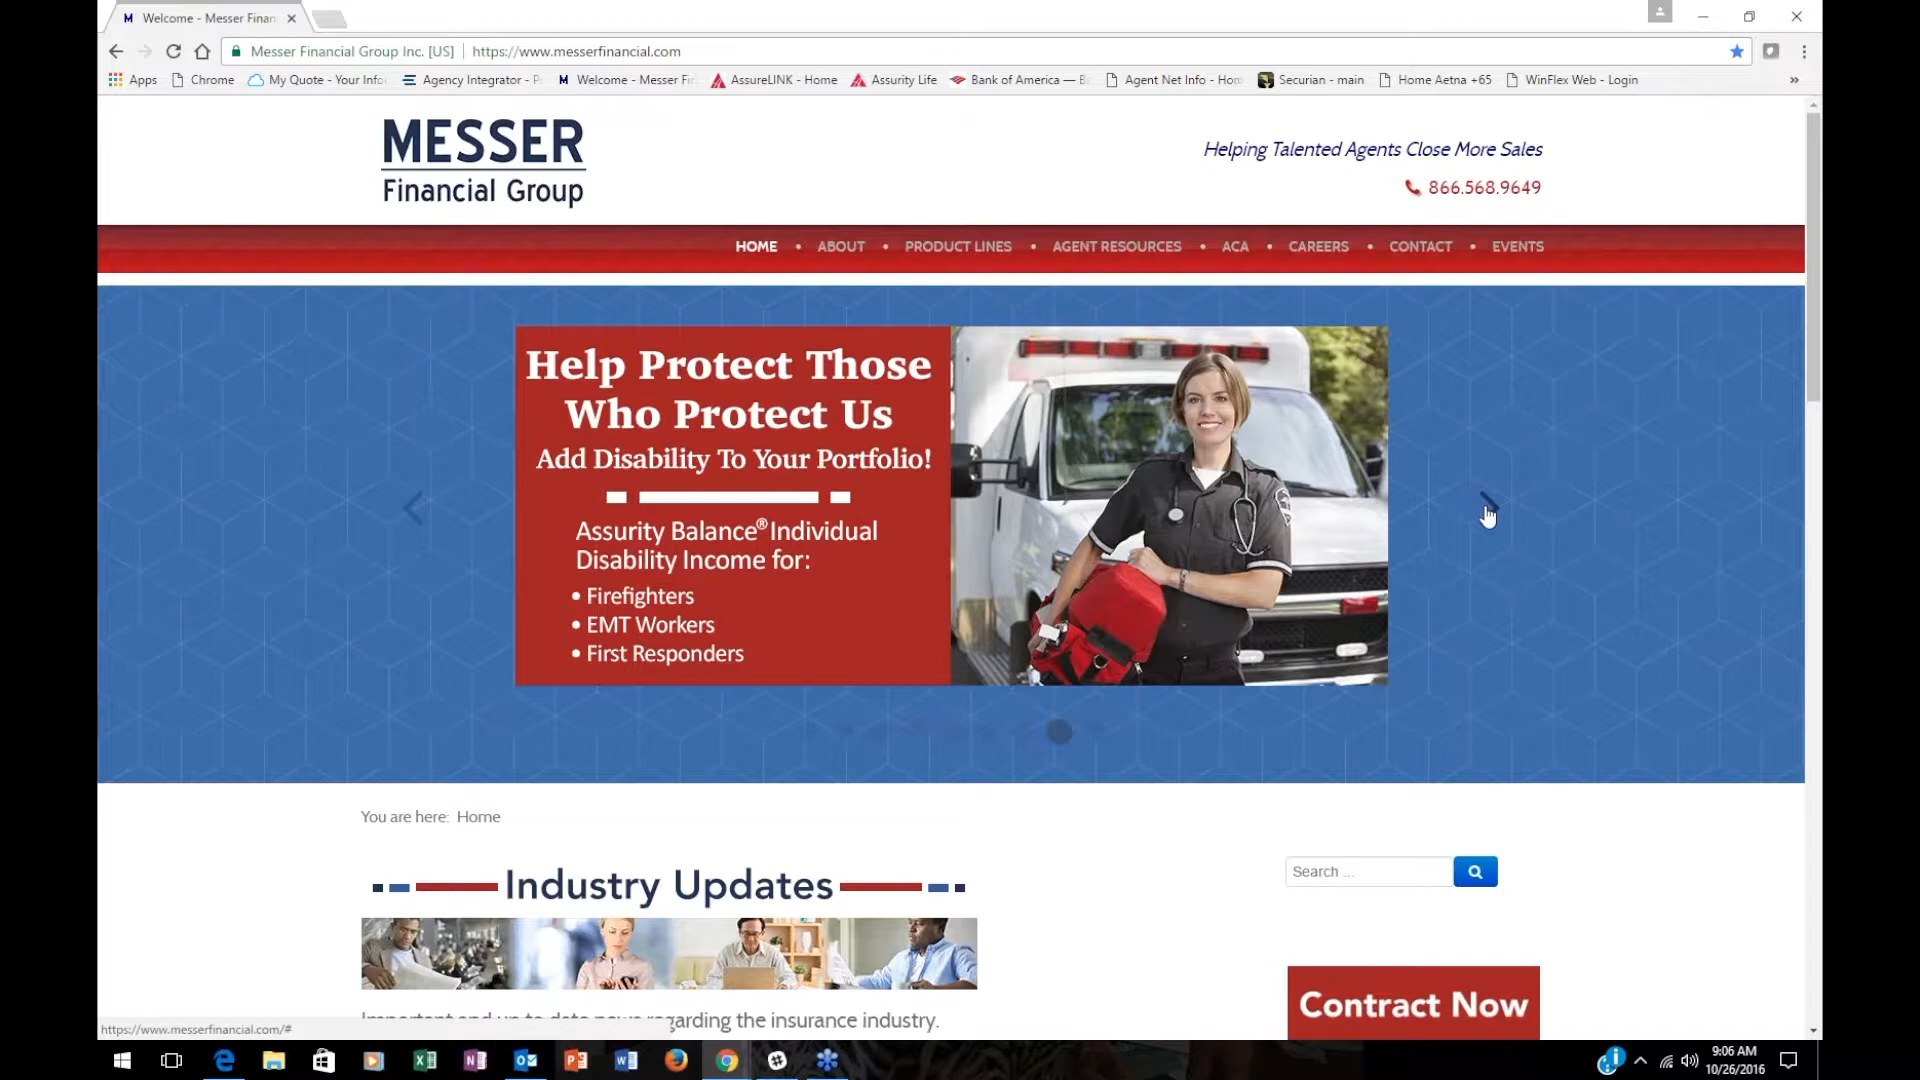 Welcome - Messer Finan
Messer Financial Group Inc. [US] | https://www.messerfinancial.com
Apps Chrome My Quote - Your Info Agency Integrator - P Welcome - Messer Fin AssureLINK - Home Assurity Life Bank of America — B Agent Net Info - Hom Securian - main Home Aetna +65 WinFlex Web - Login »
MESSER
Financial Group
Helping Talented Agents Close More Sales
866.568.9649
HOME • ABOUT • PRODUCT LINES • AGENT RESOURCES • ACA • CAREERS • CONTACT • EVENTS
Help Protect Those
Who Protect Us
Add Disability To Your Portfolio!
Assurity Balance® Individual
Disability Income for:
• Firefighters
• EMT Workers
• First Responders
You are here: Home
Industry Updates
Search ...
Contract Now
regarding the insurance industry.
https://www.messerfinancial.com/#
9:06 AM
10/26/2016